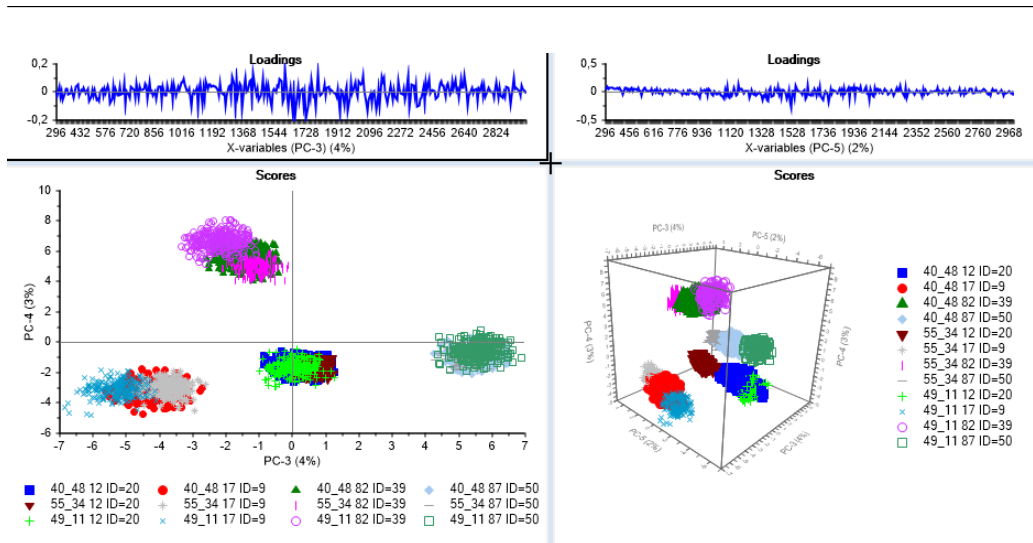 Loadings
0,2
0
-0,2
296 432 576 720 856 1016 1192 1368 1544 1728 1912 2096 2272 2456 2640 2824
X-variables (PC-3) (4%)
Loadings
0,5
0
-0,5
296 456 616 776 936 1120 1328 1528 1736 1936 2144 2352 2560 2760 2968
X-variables (PC-5) (2%)
Scores
PC-4 (3%)
10
8
6
4
2
0
-2
-4
-6
-7 -6 -5 -4 -3 -2 -1 0 1 2 3 4 5 6 7
PC-3 (4%)
40_48 12 ID=20 40_48 17 ID=9 40_48 82 ID=39 40_48 87 ID=50
55_34 12 ID=20 55_34 17 ID=9 55_34 82 ID=39 55_34 87 ID=50
49_11 12 ID=20 49_11 17 ID=9 49_11 82 ID=39 49_11 87 ID=50
Scores
PC-3 (4%)
PC-5 (2%)
PC-4 (3%)
PC-4 (3%)
PC-5 (2%)
PC-3 (4%)
40_48 12 ID=20
40_48 17 ID=9
40_48 82 ID=39
40_48 87 ID=50
55_34 12 ID=20
55_34 17 ID=9
55_34 82 ID=39
55_34 87 ID=50
49_11 12 ID=20
49_11 17 ID=9
49_11 82 ID=39
49_11 87 ID=50